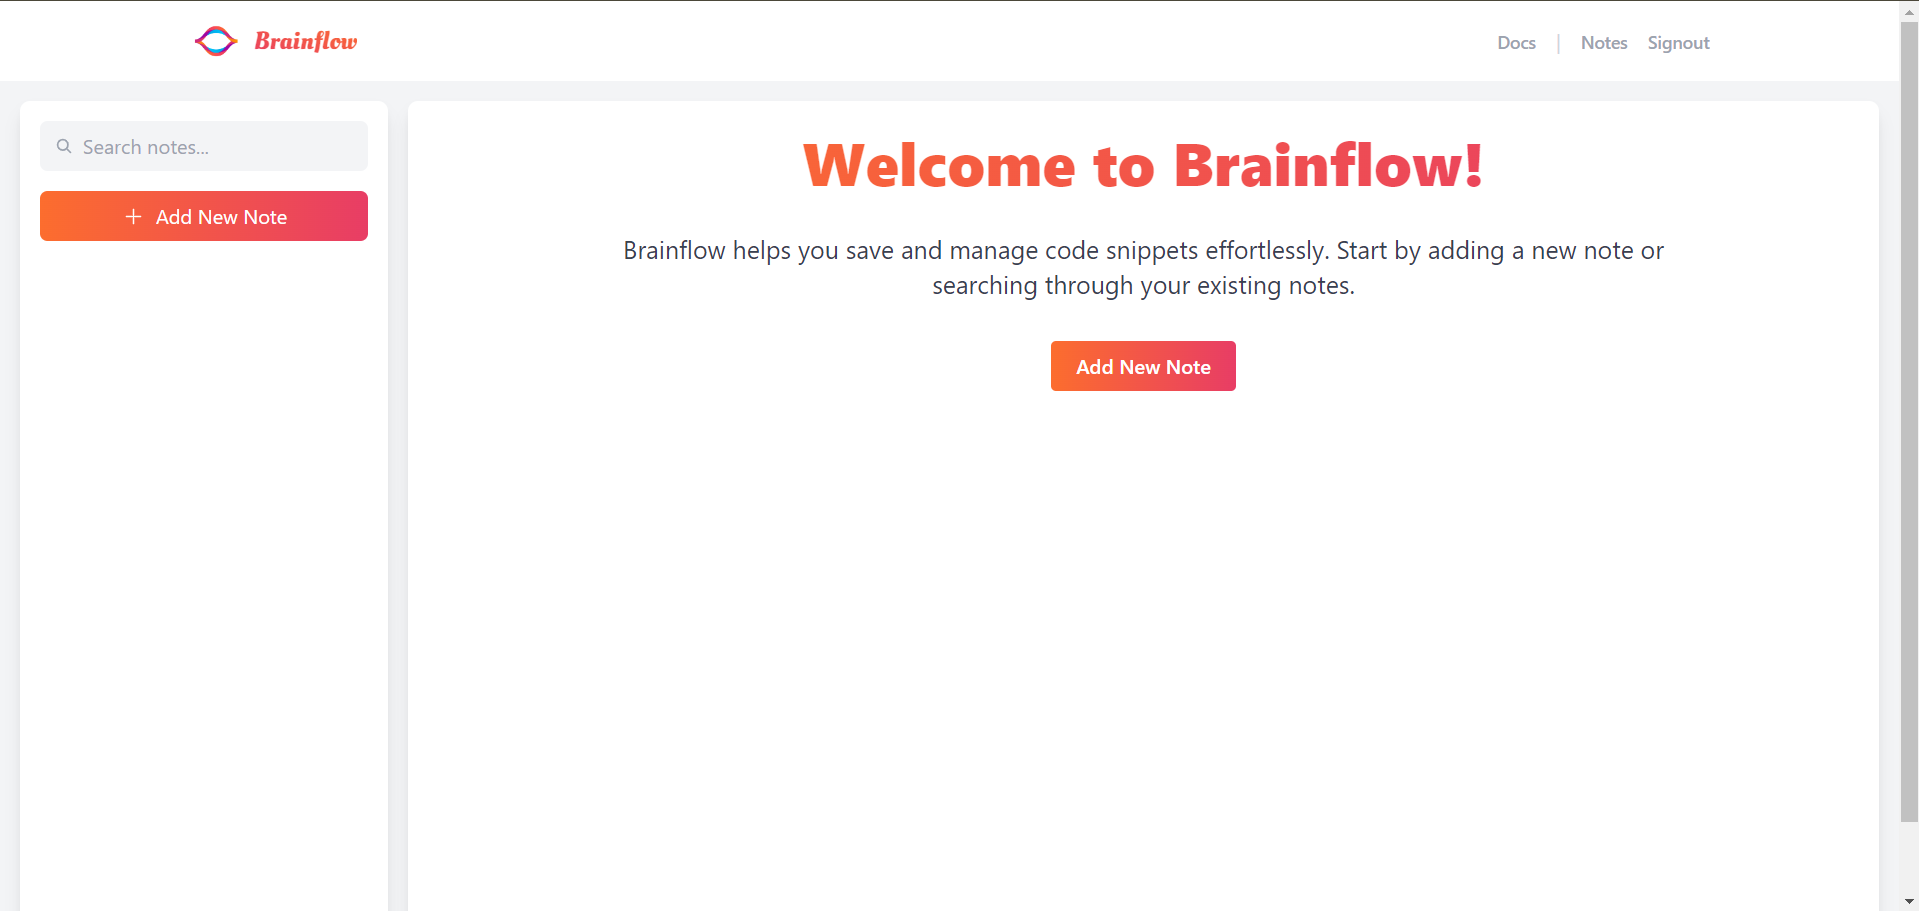 Brainflow
Docs | Notes Signout
Search notes...
+ Add New Note
Welcome to Brainflow!
Brainflow helps you save and manage code snippets effortlessly. Start by adding a new note or
searching through your existing notes.
Add New Note